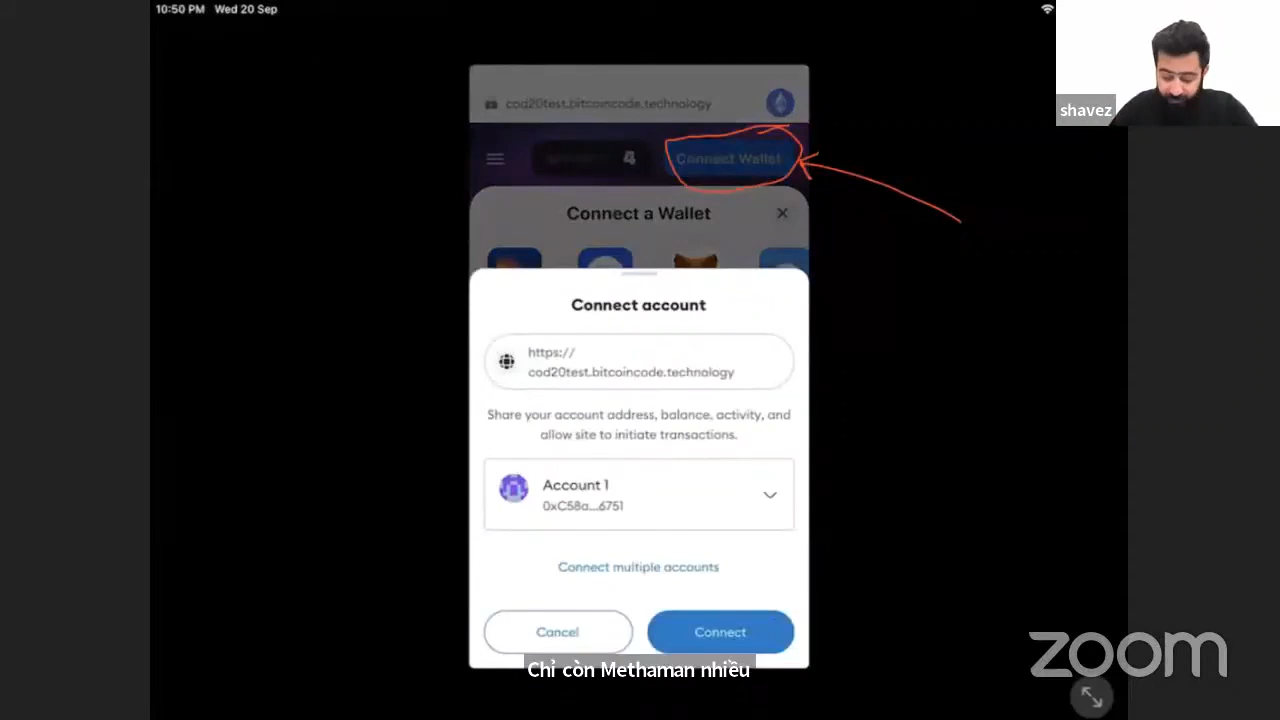 10:50 PM Wed 20 Sep
shavez
cod20test.bitcoincode.technology
4
Connect Wallet
Connect a Wallet
Connect account
https://
cod20test.bitcoincode.technology
Share your account address, balance, activity, and
allow site to initiate transactions.
Account 1
0xC58a...6751
Connect multiple accounts
Cancel
Connect
Chỉ còn Methaman nhiều
zoom